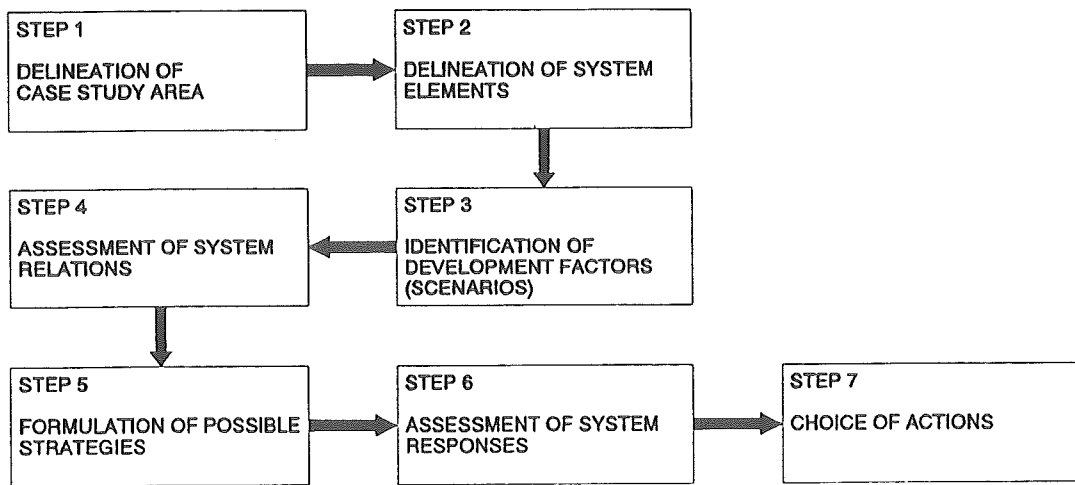 STEP 1
DELINEATION OF
CASE STUDY AREA
STEP 2
DELINEATION OF SYSTEM
ELEMENTS
STEP 3
IDENTIFICATION OF
DEVELOPMENT FACTORS
(SCENARIOS)
STEP 4
ASSESSMENT OF SYSTEM
RELATIONS
STEP 5
FORMULATION OF POSSIBLE
STRATEGIES
STEP 6
ASSESSMENT OF SYSTEM
RESPONSES
STEP 7
CHOICE OF ACTIONS